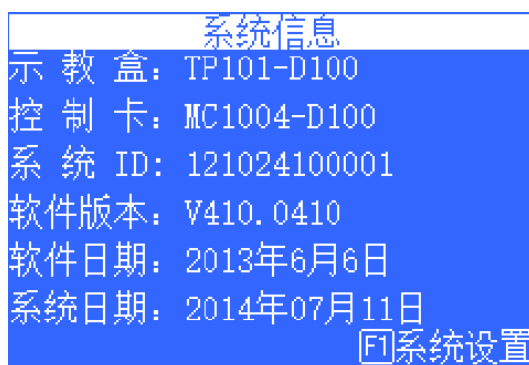 系统信息
示 教 盒：TP101-D100
控 制 卡：MC1004-D100
系 统 ID：121024100001
软件版本：V410.0410
软件日期：2013年6月6日
系统日期：2014年07月11日
F1系统设置